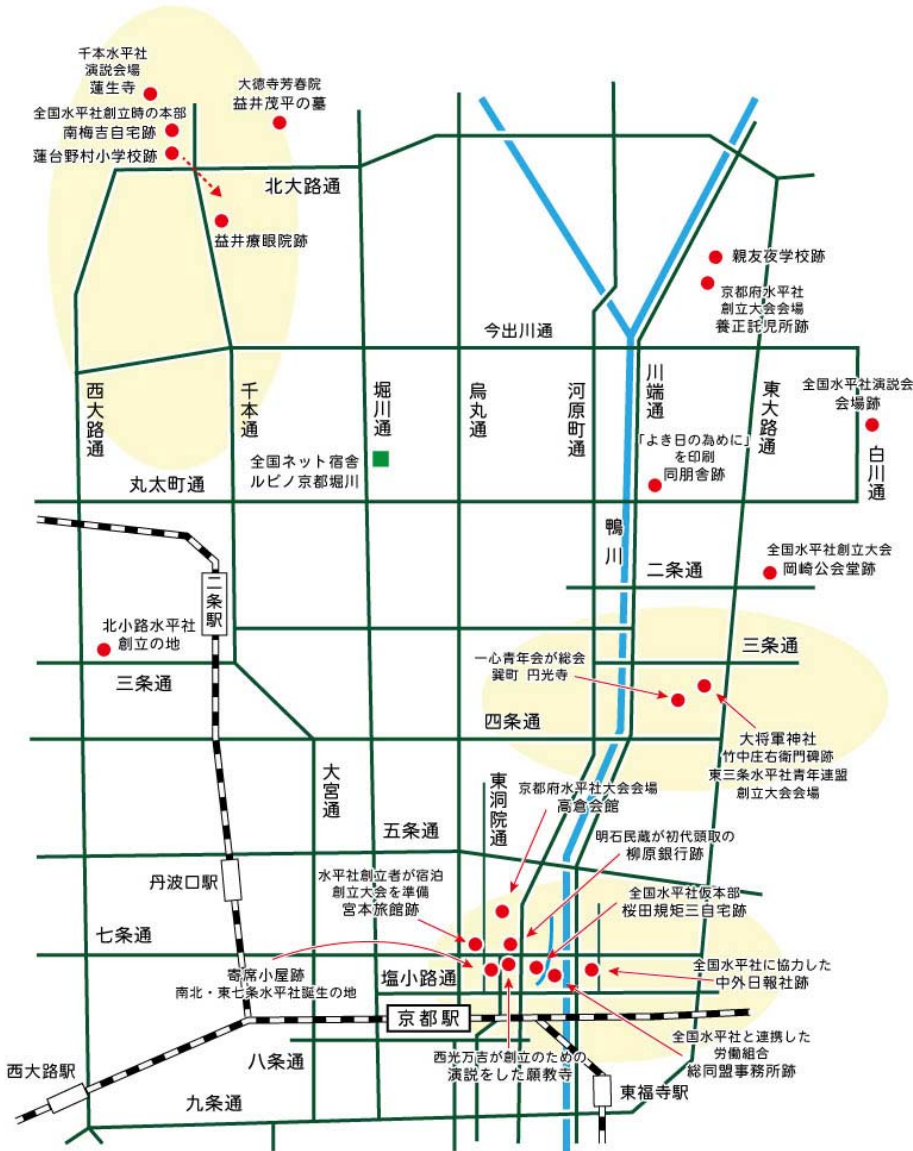 千本水平社
演説会場
蓮生寺
大徳寺芳春院
益井茂平の墓
全国水平社創立時の本部
南梅吉自宅跡
蓮台野村小学校跡
北大路通
益井療眼院跡
親友夜学校跡
京都府水平社
創立大会会場
養正託児所跡
今出川通
西大路通
千本通
堀川通
烏丸通
河原町通
川端通
東大路通
全国水平社演説会
会場跡
白川通
「よき日の為めに」
を印刷
同朋舎跡
全国ネット宿舎
ルビノ京都堀川
丸太町通
鴨川
全国水平社創立大会
岡崎公会堂跡
二条通
二条駅
北小路水平社
創立の地
三条通
三条通
一心青年会が総会
巽町 円光寺
四条通
大将軍神社
竹中庄右衛門碑跡
東三条水平社青年連盟
創立大会会場
大宮通
東洞院通
京都府水平社大会会場
高倉会館
五条通
明石民蔵が初代頭取の
柳原銀行跡
丹波口駅
水平社創立者が宿泊
創立大会を準備
宮本旅館跡
全国水平社仮本部
桜田規矩三自宅跡
七条通
寄席小屋跡
南北・東七条水平社誕生の地
塩小路通
全国水平社に協力した
中外日報社跡
京都駅
全国水平社と連携した
労働組合
総同盟事務所跡
八条通
西光万吉が創立のための
演説をした願教寺
西大路駅
九条通
東福寺駅